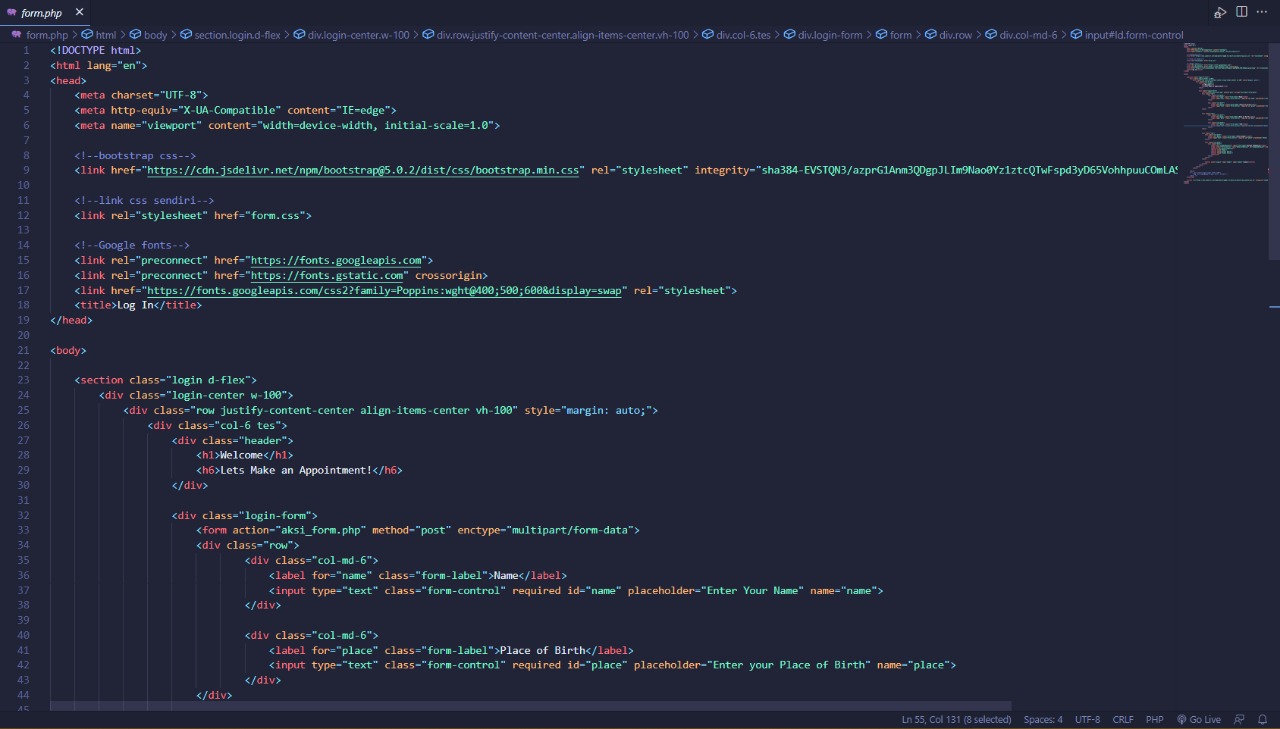 form.php
form.php > html > body > section.login.d-flex > div.login-center.w-100 > div.row.justify-content-center.align-items-center.vh-100 > div.col-6.tes > div.login-form > form > div.row > div.col-md-6 > input#Id.form-control
1 <!DOCTYPE html>
2 <html lang="en">
3 <head>
4 <meta charset="UTF-8">
5 <meta http-equiv="X-UA-Compatible" content="IE=edge">
6 <meta name="viewport" content="width=device-width, initial-scale=1.0">
7
8 <!--bootstrap css-->
9 <link href="https://cdn.jsdelivr.net/npm/bootstrap@5.0.2/dist/css/bootstrap.min.css" rel="stylesheet" integrity="sha384-EVSTQN3/azprG1Anm3QDgpJLIm9Nao0Yz1ztcQTwFspd3yD65VohhpuuCOmLAS
10
11 <!--link css sendiri-->
12 <link rel="stylesheet" href="form.css">
13
14 <!--Google fonts-->
15 <link rel="preconnect" href="https://fonts.googleapis.com">
16 <link rel="preconnect" href="https://fonts.gstatic.com" crossorigin>
17 <link href="https://fonts.googleapis.com/css2?family=Poppins:wght@400;500;600&display=swap" rel="stylesheet">
18 <title>Log In</title>
19 </head>
20
21 <body>
22
23 <section class="login d-flex">
24 <div class="login-center w-100">
25 <div class="row justify-content-center align-items-center vh-100" style="margin: auto;">
26 <div class="col-6 tes">
27 <div class="header">
28 <h1>Welcome</h1>
29 <h6>Lets Make an Appointment!</h6>
30 </div>
31
32 <div class="login-form">
33 <form action="aksi_form.php" method="post" enctype="multipart/form-data">
34 <div class="row">
35 <div class="col-md-6">
36 <label for="name" class="form-label">Name</label>
37 <input type="text" class="form-control" required id="name" placeholder="Enter Your Name" name="name">
38 </div>
39
40 <div class="col-md-6">
41 <label for="place" class="form-label">Place of Birth</label>
42 <input type="text" class="form-control" required id="place" placeholder="Enter your Place of Birth" name="place">
43 </div>
44 </div>
45
Ln 55, Col 131 (8 selected) Spaces: 4 UTF-8 CRLF PHP Go Live